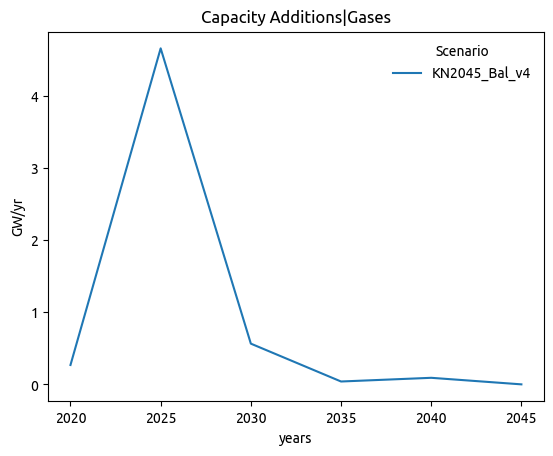 Capacity Additions|Gases
Scenario
KN2045_Bal_v4
GW/yr
4
3
2
1
0
2020 2025 2030 2035 2040 2045
years